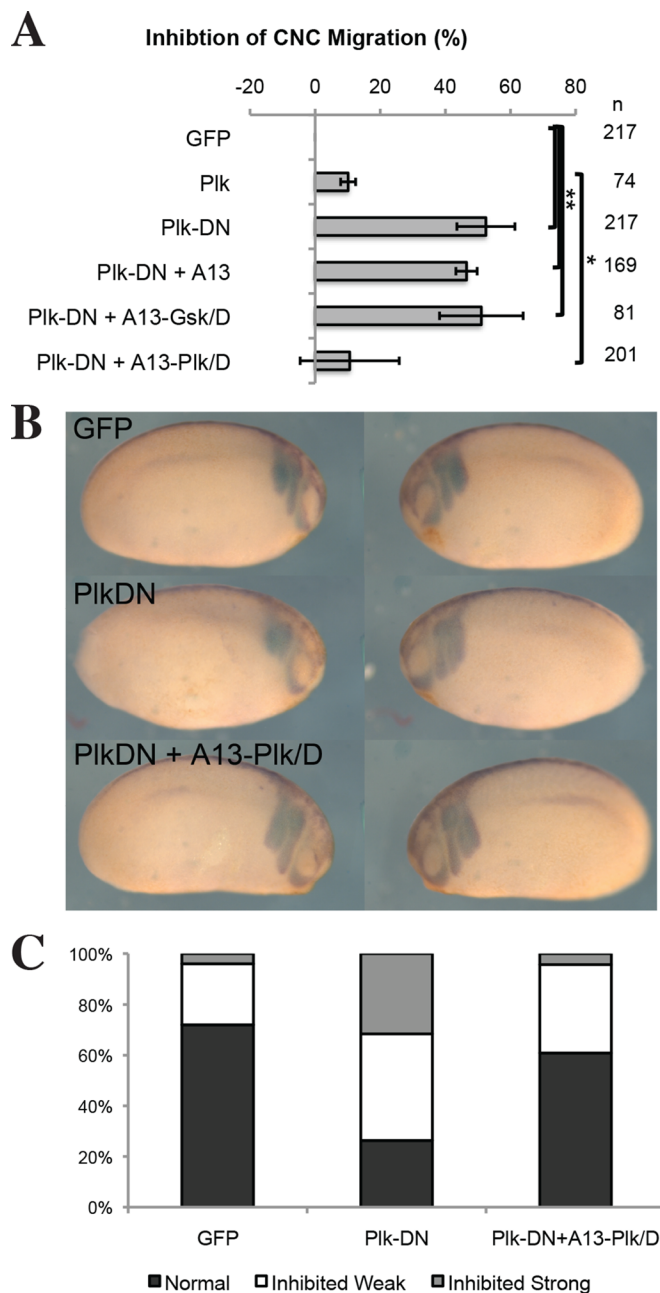 A
Inhibtion of CNC Migration (%)
-20 0 20 40 60 80
n
GFP 217
Plk 74
Plk-DN 217
Plk-DN + A13 169
Plk-DN + A13-Gsk/D 81
Plk-DN + A13-Plk/D 201
**
*
B
GFP
PlkDN
PlkDN + A13-Plk/D
C
100%
80%
60%
40%
20%
0%
GFP Plk-DN Plk-DN+A13-Plk/D
Normal Inhibited Weak Inhibited Strong